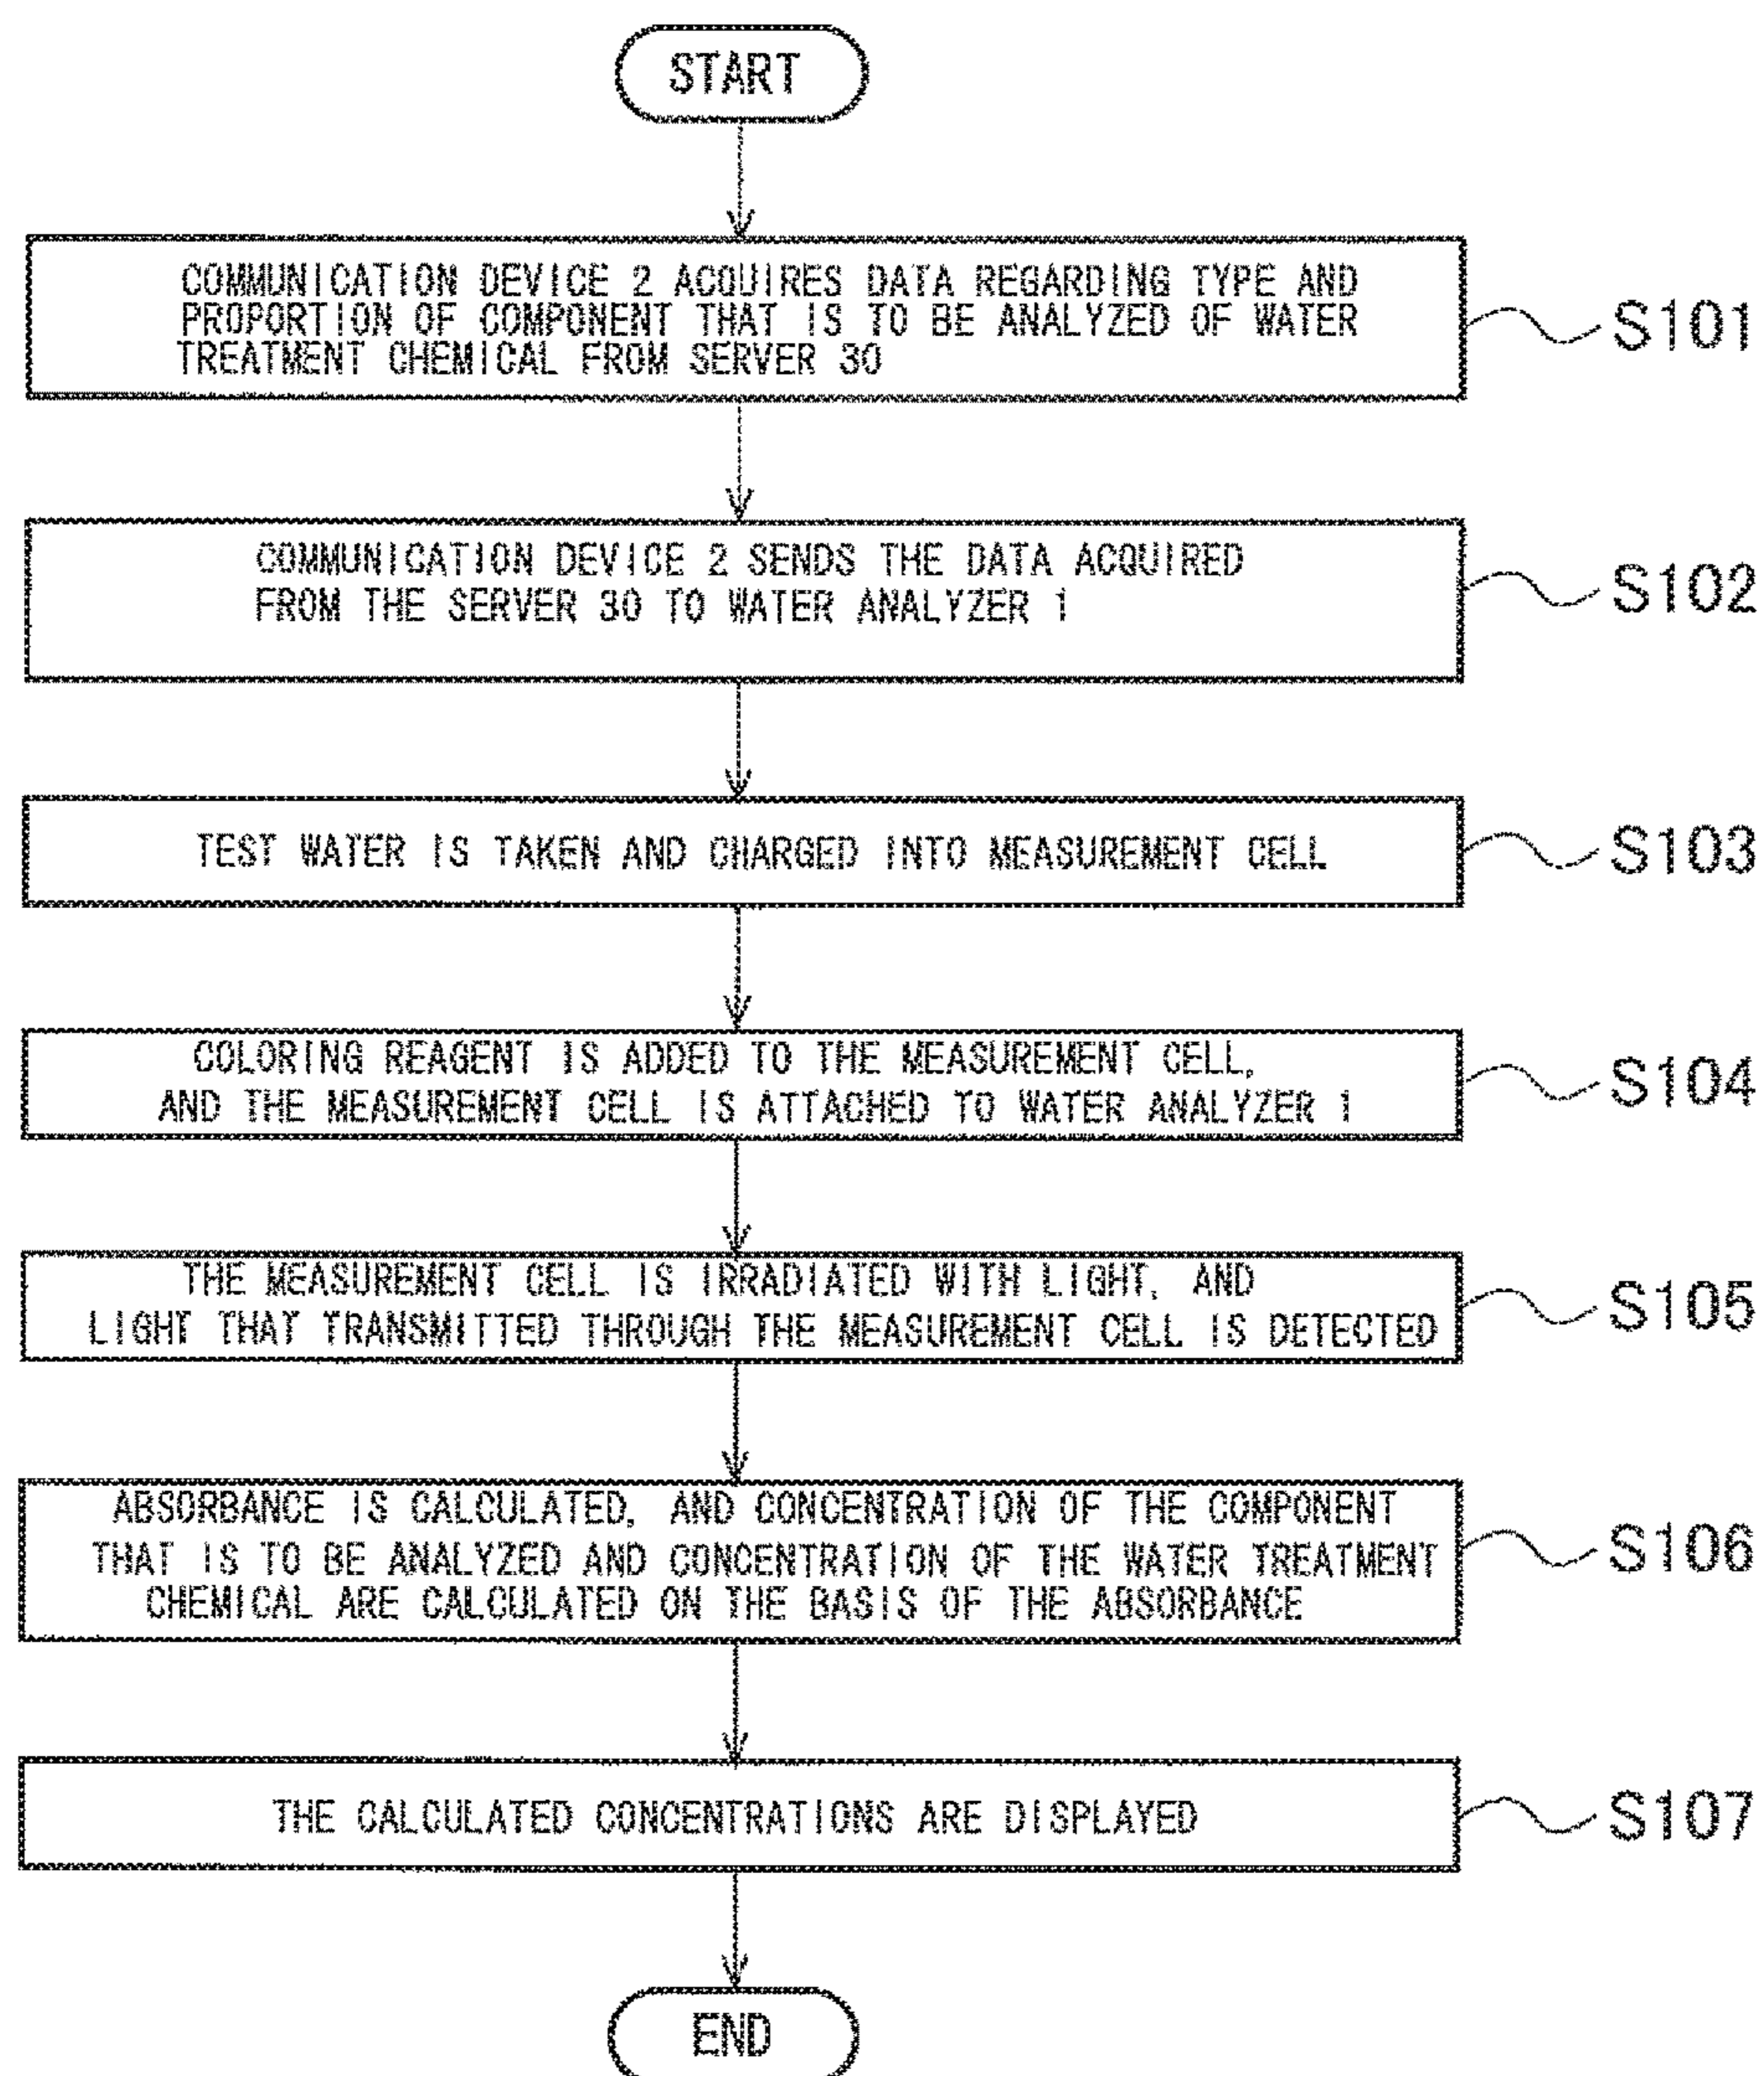 START
COMMUNICATION DEVICE 2 ACQUIRES DATA REGARDING TYPE AND
PROPORTION OF COMPONENT THAT IS TO BE ANALYZED OF WATER
TREATMENT CHEMICAL FROM SERVER 30
S101
COMMUNICATION DEVICE 2 SENDS THE DATA ACQUIRED
FROM THE SERVER 30 TO WATER ANALYZER 1
S102
TEST WATER IS TAKEN AND CHARGED INTO MEASUREMENT CELL
S103
COLORING REAGENT IS ADDED TO THE MEASUREMENT CELL,
AND THE MEASUREMENT CELL IS ATTACHED TO WATER ANALYZER 1
S104
THE MEASUREMENT CELL IS IRRADIATED WITH LIGHT, AND
LIGHT THAT TRANSMITTED THROUGH THE MEASUREMENT CELL IS DETECTED
S105
ABSORBANCE IS CALCULATED, AND CONCENTRATION OF THE COMPONENT
THAT IS TO BE ANALYZED AND CONCENTRATION OF THE WATER TREATMENT
CHEMICAL ARE CALCULATED ON THE BASIS OF THE ABSORBANCE
S106
THE CALCULATED CONCENTRATIONS ARE DISPLAYED
S107
END